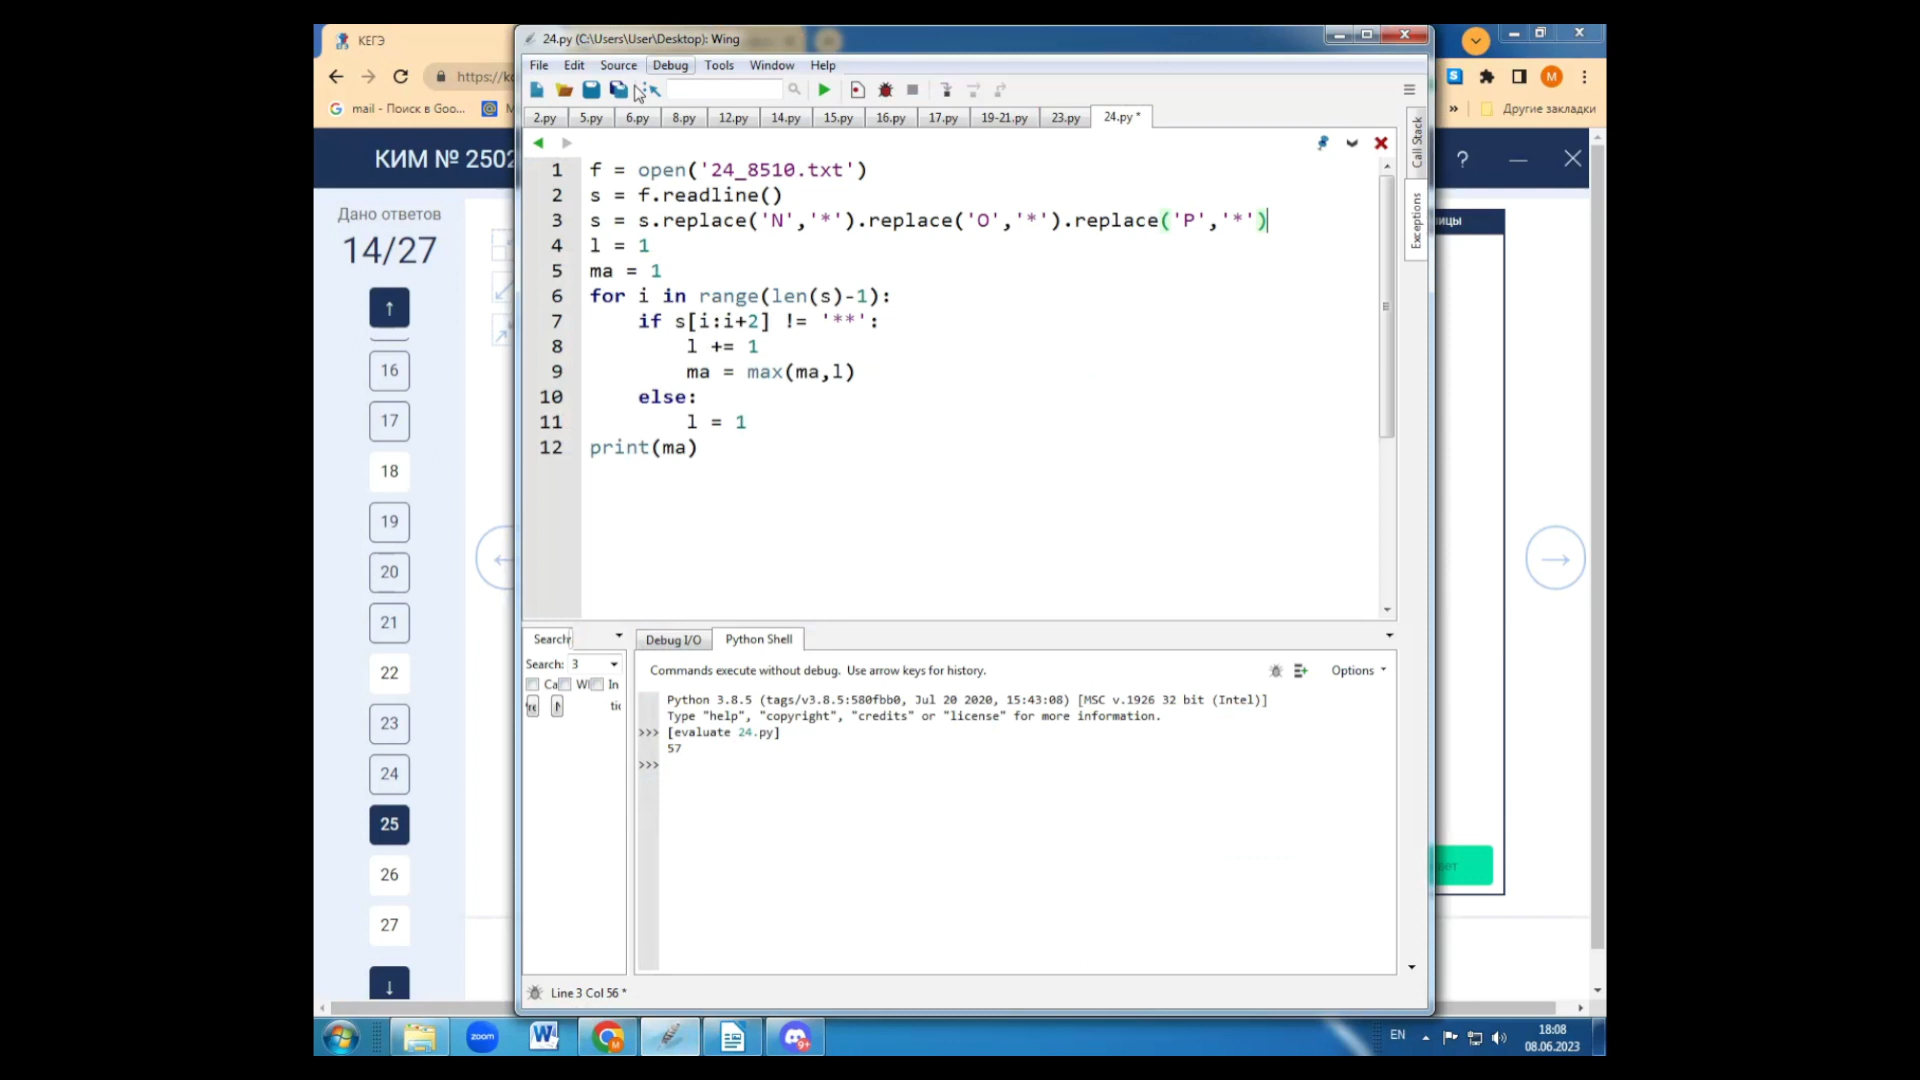 КЕГЭ
24.py (C:\Users\User\Desktop): Wing
https://k
M
mail - Поиск в Goo...
»
Другие закладки
File Edit Source Debug Tools Window Help
2.py 5.py 6.py 8.py 12.py 14.py 15.py 16.py 17.py 19-21.py 23.py 24.py *
КИМ № 2502
?
Дано ответов
14/27
↑
16
17
18
19
20
21
22
23
24
25
26
27
↓
1 f = open('24_8510.txt')
2 s = f.readline()
3 s = s.replace('N','*').replace('O','*').replace('P','*')
4 l = 1
5 ma = 1
6 for i in range(len(s)-1):
7 if s[i:i+2] != '**':
8 l += 1
9 ma = max(ma,l)
10 else:
11 l = 1
12 print(ma)
Call Stack
Exceptions
Search
Debug I/O Python Shell
Search: 3
Ca In
Commands execute without debug. Use arrow keys for history.
Options
Python 3.8.5 (tags/v3.8.5:580fbb0, Jul 20 2020, 15:43:08) [MSC v.1926 32 bit (Intel)]
Type "help", "copyright", "credits" or "license" for more information.
>>> [evaluate 24.py]
57
>>>
Line 3 Col 56 *
zoom
EN
18:08
08.06.2023